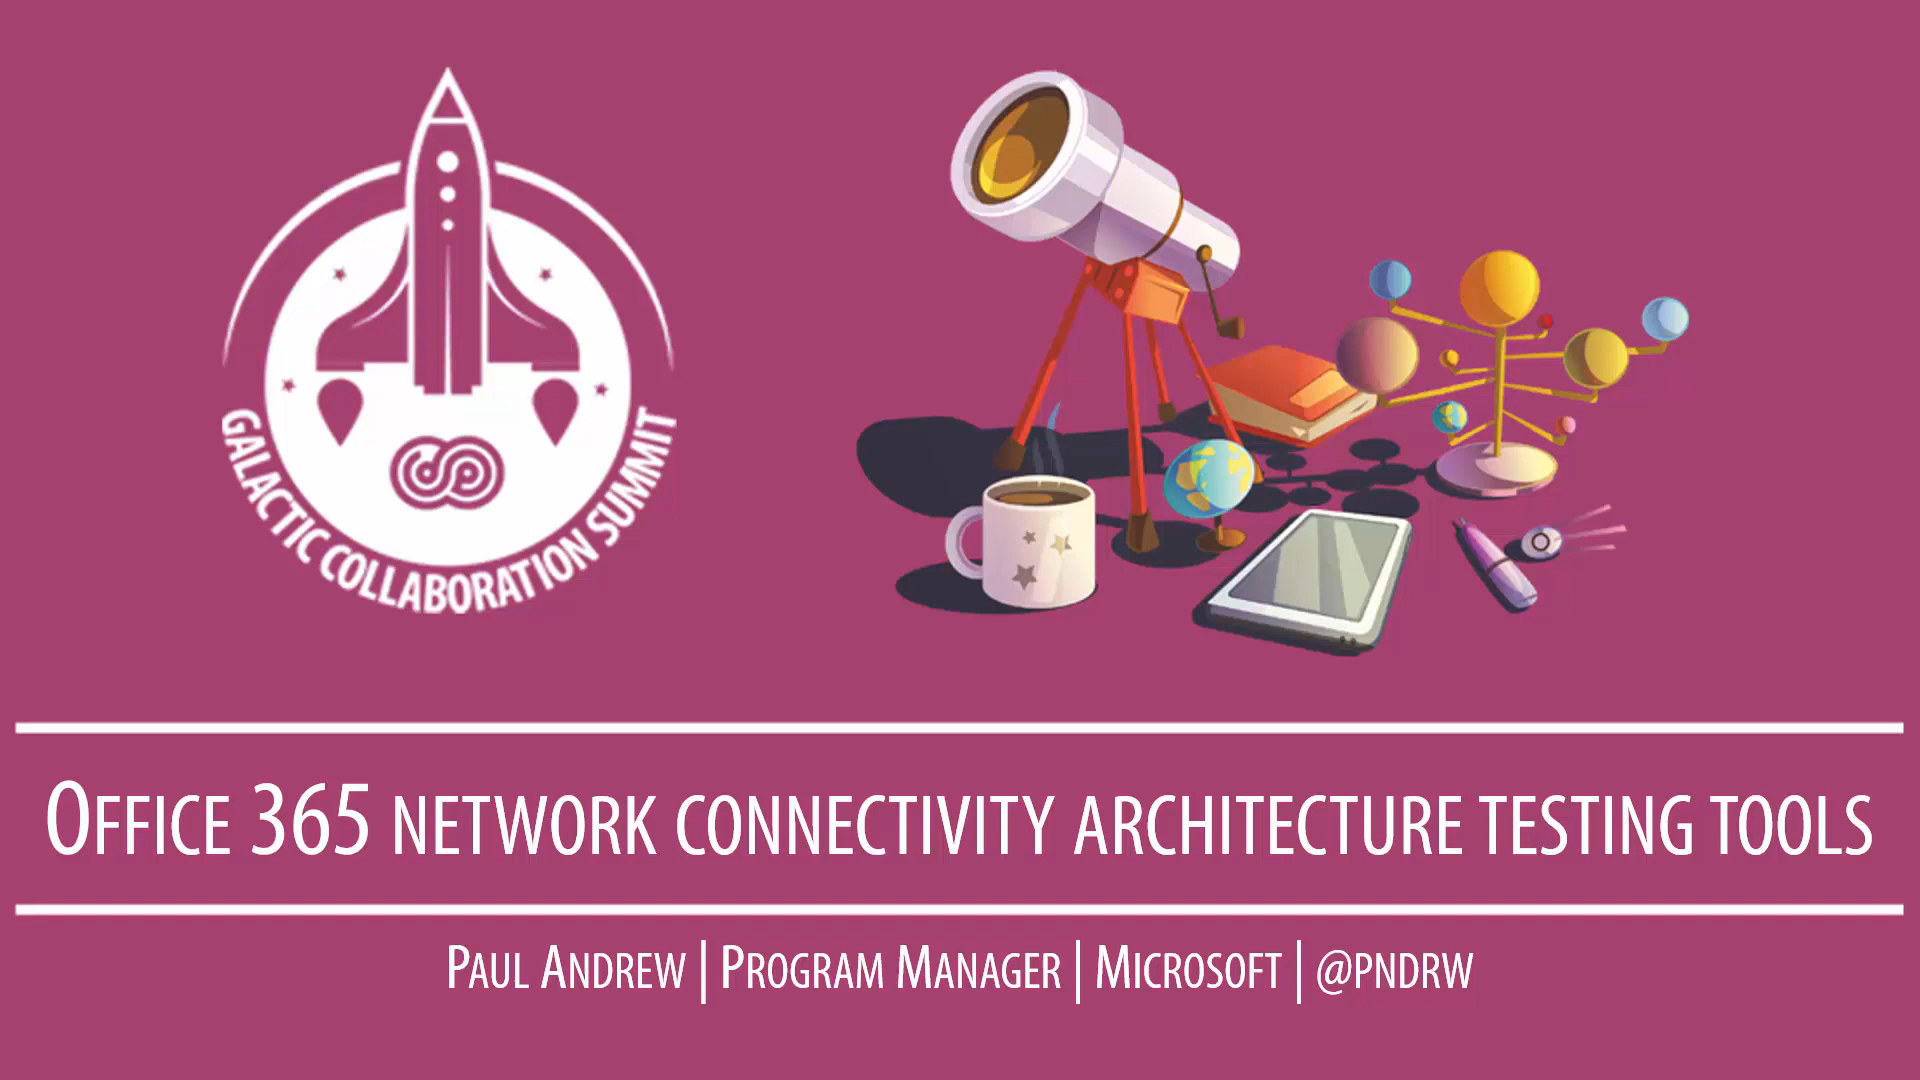 GALACTIC COLLABORATION SUMMIT
OFFICE 365 NETWORK CONNECTIVITY ARCHITECTURE TESTING TOOLS
PAUL ANDREW | PROGRAM MANAGER | MICROSOFT | @PNDRW